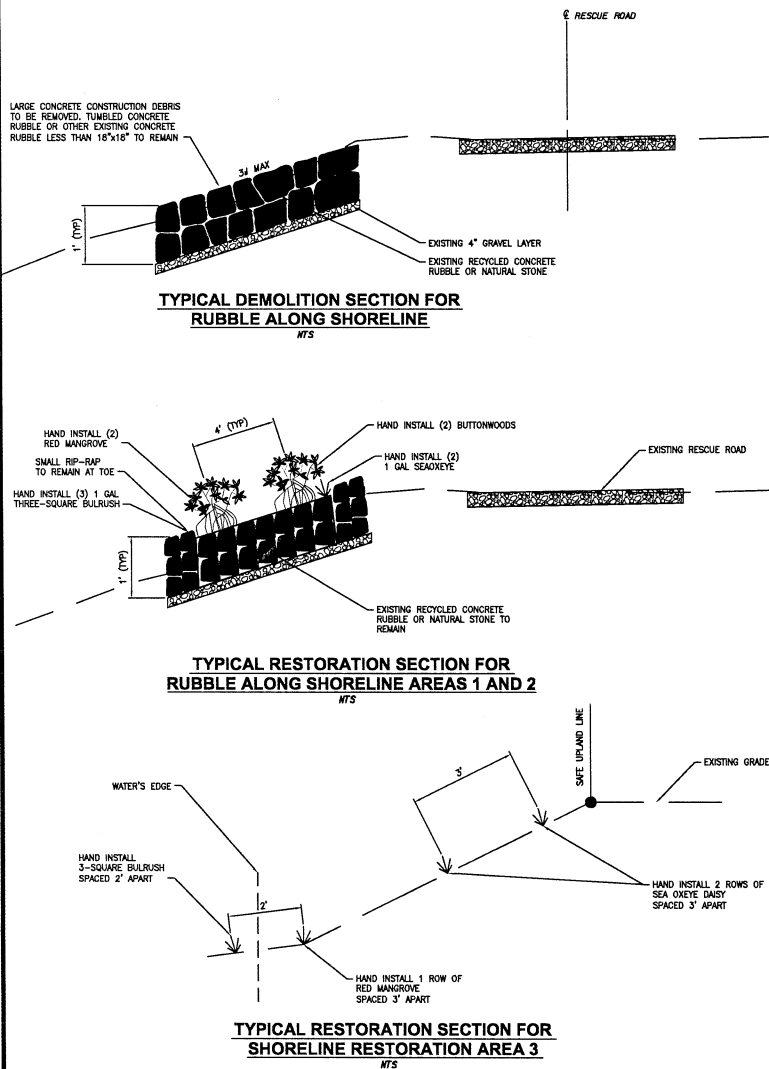 ℄ RESCUE ROAD
LARGE CONCRETE CONSTRUCTION DEBRIS
TO BE REMOVED. TUMBLED CONCRETE
RUBBLE OR OTHER EXISTING CONCRETE
RUBBLE LESS THAN 18"x18" TO REMAIN
3d MAX
1' (TYP)
EXISTING 4" GRAVEL LAYER
EXISTING RECYCLED CONCRETE
RUBBLE OR NATURAL STONE
TYPICAL DEMOLITION SECTION FOR
RUBBLE ALONG SHORELINE
NTS
4' (TYP)
HAND INSTALL (2)
RED MANGROVE
SMALL RIP-RAP
TO REMAIN AT TOE
HAND INSTALL (3) 1 GAL
THREE-SQUARE BULRUSH
HAND INSTALL (2) BUTTONWOODS
HAND INSTALL (2)
1 GAL SEAOXEYE
EXISTING RESCUE ROAD
1' (TYP)
EXISTING RECYCLED CONCRETE
RUBBLE OR NATURAL STONE TO
REMAIN
TYPICAL RESTORATION SECTION FOR
RUBBLE ALONG SHORELINE AREAS 1 AND 2
NTS
SAFE UPLAND LINE
3'
EXISTING GRADE
WATER'S EDGE
HAND INSTALL
3-SQUARE BULRUSH
SPACED 2' APART
2'
HAND INSTALL 2 ROWS OF
SEA OXEYE DAISY
SPACED 3' APART
HAND INSTALL 1 ROW OF
RED MANGROVE
SPACED 3' APART
TYPICAL RESTORATION SECTION FOR
SHORELINE RESTORATION AREA 3
NTS